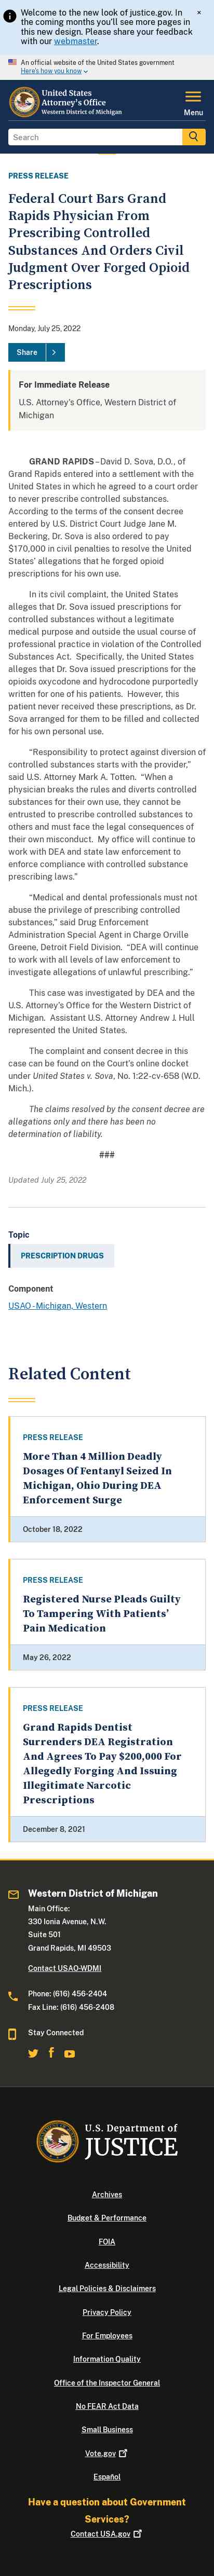 Welcome to the new look of justice.gov. In
the coming months you'll see more pages in
this new design. Please share your feedback
with our webmaster.
×
An official website of the United States government
Here's how you know
United States
Attorney's Office
Western District of Michigan
Menu
Search
PRESS RELEASE
Federal Court Bars Grand
Rapids Physician From
Prescribing Controlled
Substances And Orders Civil
Judgment Over Forged Opioid
Prescriptions
Monday, July 25, 2022
Share
For Immediate Release
U.S. Attorney's Office, Western District of
Michigan
GRAND RAPIDS – David D. Sova, D.O., of
Grand Rapids entered into a settlement with the
United States in which he agreed to a court order
to never prescribe controlled substances.
According to the terms of the consent decree
entered by U.S. District Court Judge Jane M.
Beckering, Dr. Sova is also ordered to pay
$170,000 in civil penalties to resolve the United
States' allegations that he forged opioid
prescriptions for his own use.
In its civil complaint, the United States
alleges that Dr. Sova issued prescriptions for
controlled substances without a legitimate
medical purpose and outside the usual course of
professional practice, in violation of the Controlled
Substances Act.  Specifically, the United States
alleges that Dr. Sova issued prescriptions for
opioids in the names of his patients.  However, this
patient never received these prescriptions, as Dr.
Sova arranged for them to be filled and collected
for his own personal use.
"Responsibility to protect against diversion of
controlled substances starts with the provider,"
said U.S. Attorney Mark A. Totten.  "When a
physician breaks the rules and diverts controlled
substances to themselves or others for abuse,
they must face the legal consequences of
their own misconduct.  My office will continue to
work with DEA and state law enforcement to
enforce compliance with controlled substance
prescribing laws."
"Medical and dental practitioners must not
abuse their privilege of prescribing controlled
substances," said Drug Enforcement
Administration Special Agent in Charge Orville
Greene, Detroit Field Division.  "DEA will continue
to work with all levels of law enforcement to
investigate allegations of unlawful prescribing."
This case was investigated by the DEA and the
U.S. Attorney's Office for the Western District of
Michigan.  Assistant U.S. Attorney Andrew J. Hull
represented the United States.
The complaint and consent decree in this
case can be found on the Court's online docket
under United States v. Sova, No. 1:22-cv-658 (W.D.
Mich.).
The claims resolved by the consent decree are
allegations only and there has been no
determination of liability.
###
Updated July 25, 2022
Topic
PRESCRIPTION DRUGS
Component
USAO - Michigan, Western
Related Content
PRESS RELEASE
More Than 4 Million Deadly
Dosages Of Fentanyl Seized In
Michigan, Ohio During DEA
Enforcement Surge
October 18, 2022
PRESS RELEASE
Registered Nurse Pleads Guilty
To Tampering With Patients'
Pain Medication
May 26, 2022
PRESS RELEASE
Grand Rapids Dentist
Surrenders DEA Registration
And Agrees To Pay $200,000 For
Allegedly Forging And Issuing
Illegitimate Narcotic
Prescriptions
December 8, 2021
Western District of Michigan
Main Office:
330 Ionia Avenue, N.W.
Suite 501
Grand Rapids, MI 49503
Contact USAO-WDMI
Phone: (616) 456-2404
Fax Line: (616) 456-2408
Stay Connected
U.S. Department of
JUSTICE
Archives
Budget & Performance
FOIA
Accessibility
Legal Policies & Disclaimers
Privacy Policy
For Employees
Information Quality
Office of the Inspector General
No FEAR Act Data
Small Business
Vote.gov
Español
Have a question about Government
Services?
Contact USA.gov